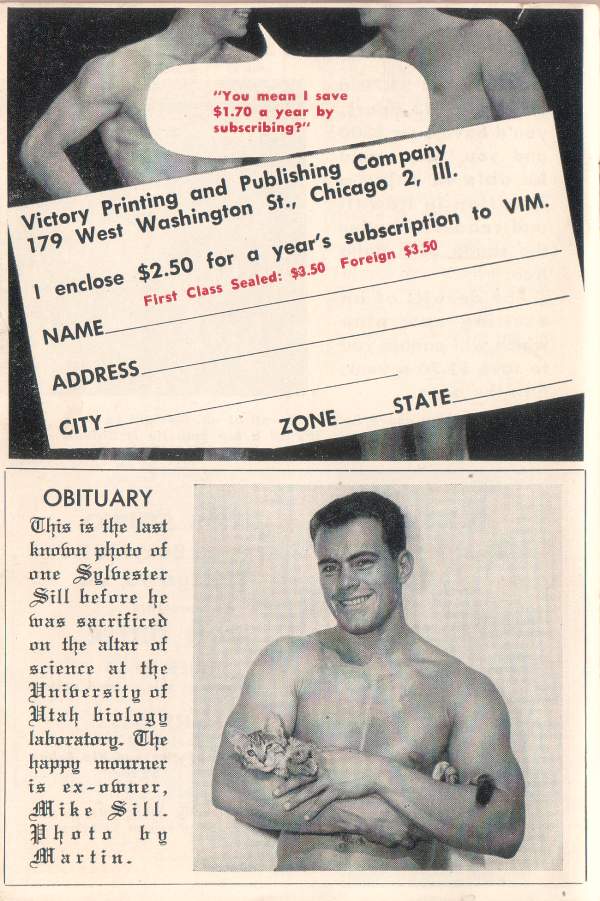 "You mean I save
$1.70 a year by
subscribing?"
Victory Printing and Publishing Company
179 West Washington St., Chicago 2, Ill.
I enclose $2.50 for a year's subscription to VIM.
First Class Sealed: $3.50 Foreign $3.50
NAME
ADDRESS
CITY ZONE STATE
OBITUARY
This is the last
known photo of
one Sylvester
Sill before he
was sacrificed
on the altar of
science at the
University of
Utah biology
laboratory. The
happy mourner
is ex-owner,
Mike Sill.
Photo by
Martin.